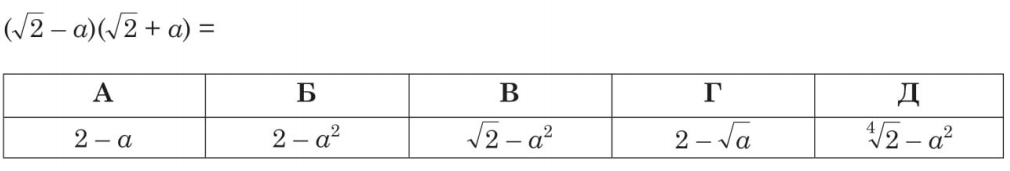 (√2 – a)(√2 + a) =
А Б В Г Д
2 – a 2 – a² √2 – a² 2 – √a ⁴√2 – a²